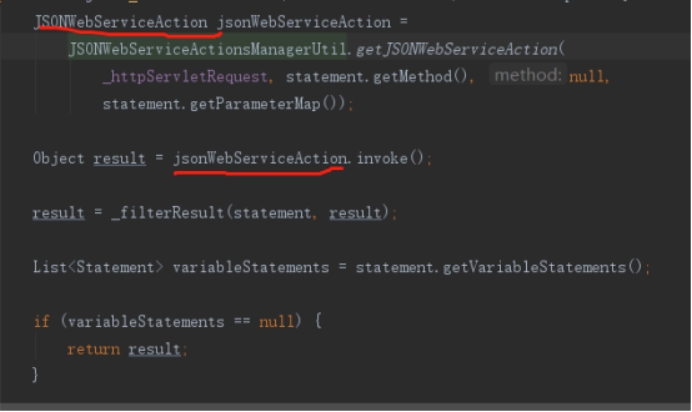 JSONWebServiceAction jsonWebServiceAction =
JSONWebServiceActionsManagerUtil.getJSONWebServiceAction(
_httpServletRequest, statement.getMethod(), method: null,
statement.getParameterMap());
Object result = jsonWebServiceAction.invoke();
result = _filterResult(statement, result);
List<Statement> variableStatements = statement.getVariableStatements();
if (variableStatements == null) {
return result;
}